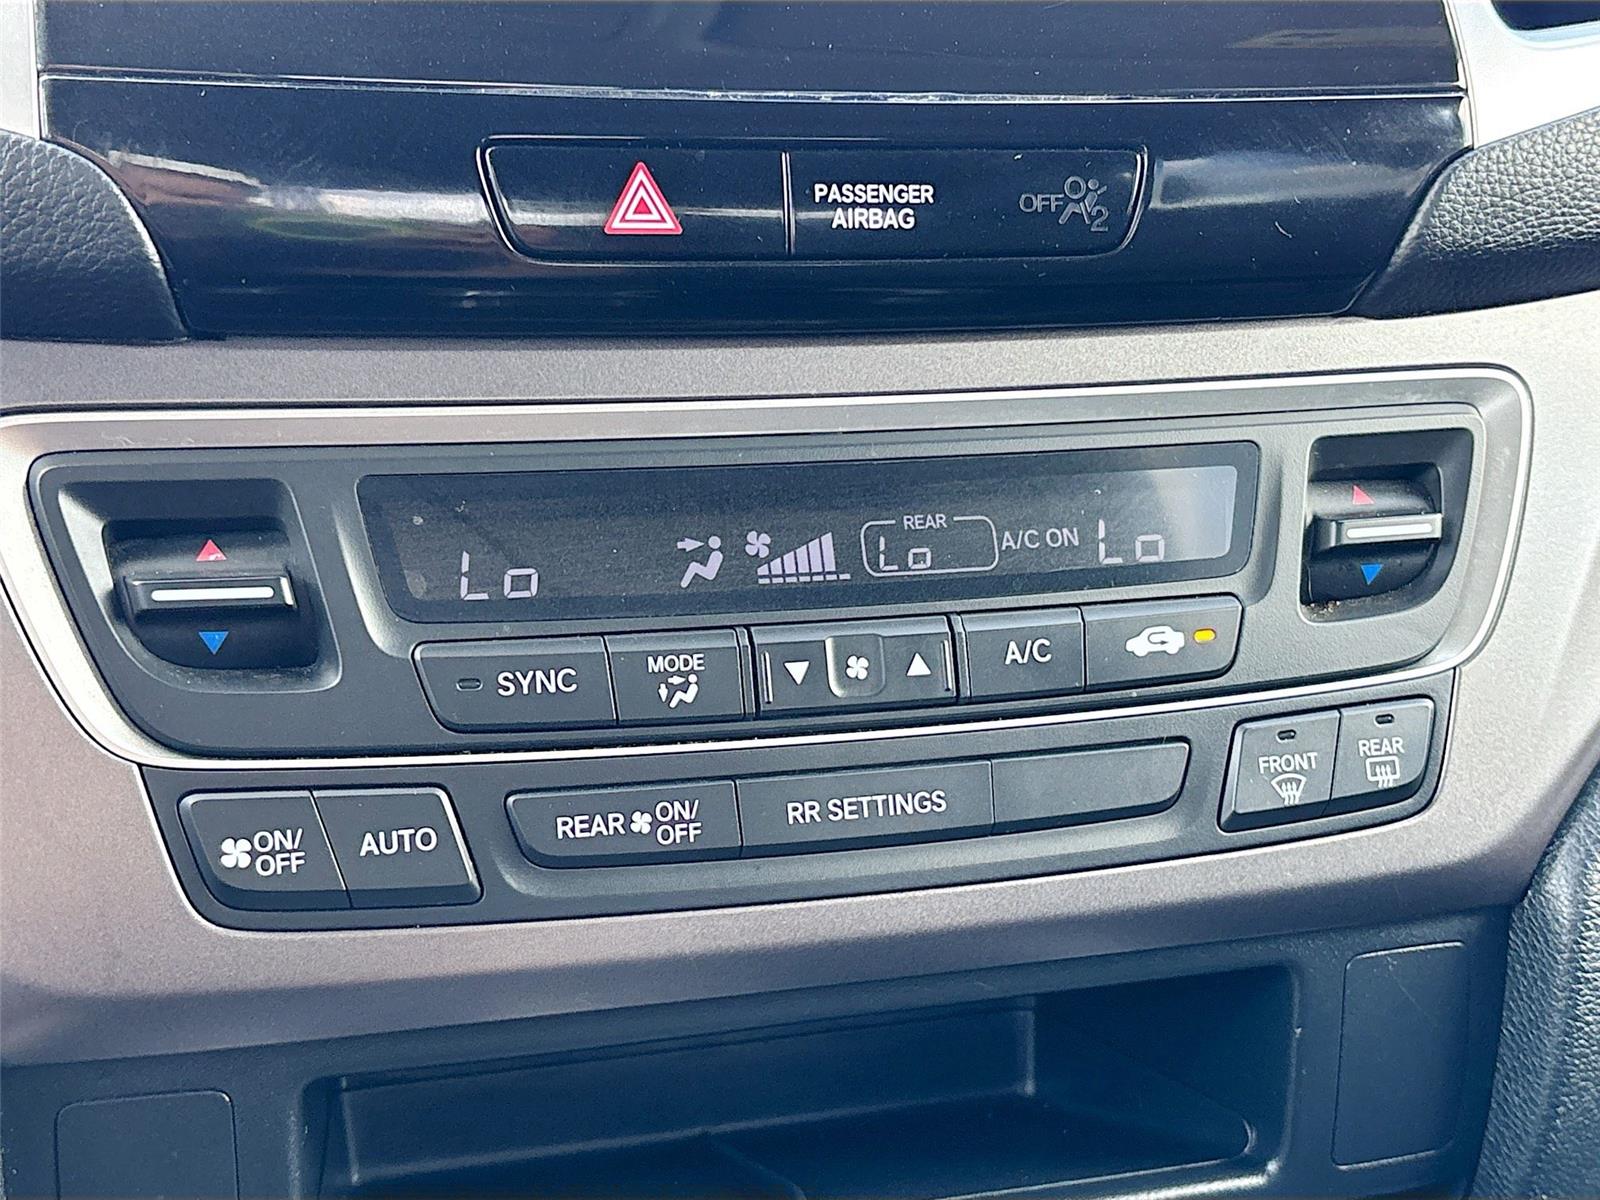 PASSENGER
AIRBAG
OFF
2
Lo
REAR
Lo
A/C ON
Lo
SYNC
MODE
A/C
ON/
OFF
AUTO
REAR
ON/
OFF
RR SETTINGS
FRONT
REAR